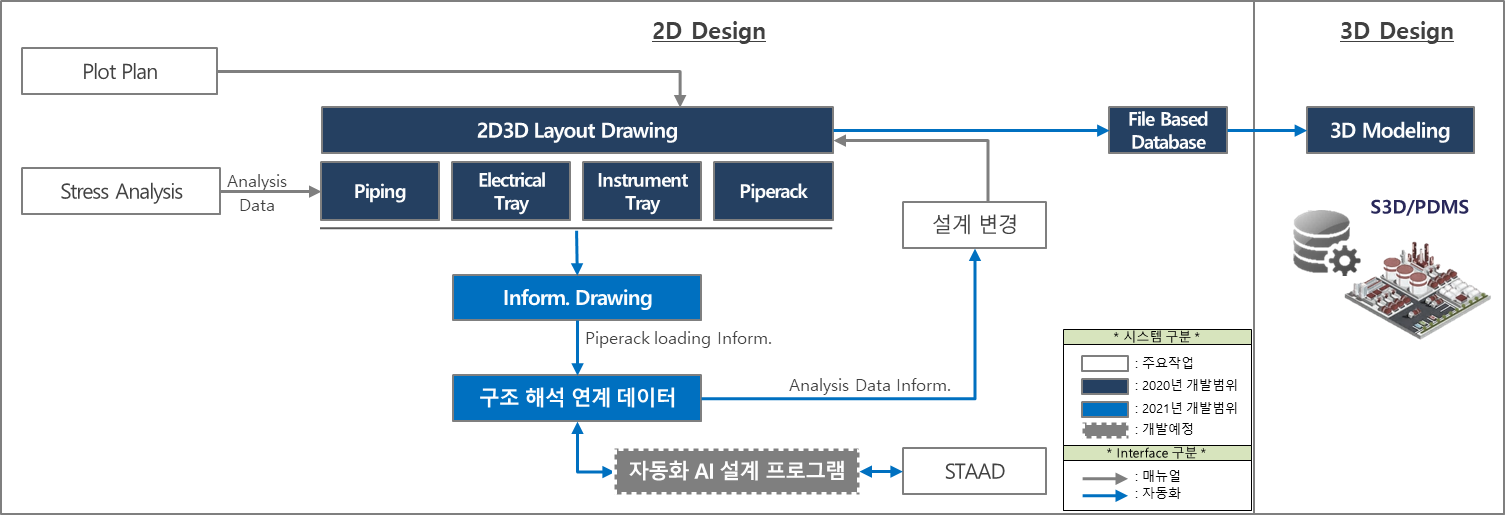 2D Design
3D Design
Plot Plan
2D3D Layout Drawing
File Based
Database
3D Modeling
Stress Analysis
Analysis
Data
Piping
Electrical
Tray
Instrument
Tray
Piperack
설계 변경
S3D/PDMS
Inform. Drawing
Piperack loading Inform.
구조 해석 연계 데이터
Analysis Data Inform.
자동화 AI 설계 프로그램
STAAD
* 시스템 구분 *
: 주요작업
: 2020년 개발범위
: 2021년 개발범위
: 개발예정
* Interface 구분 *
: 매뉴얼
: 자동화